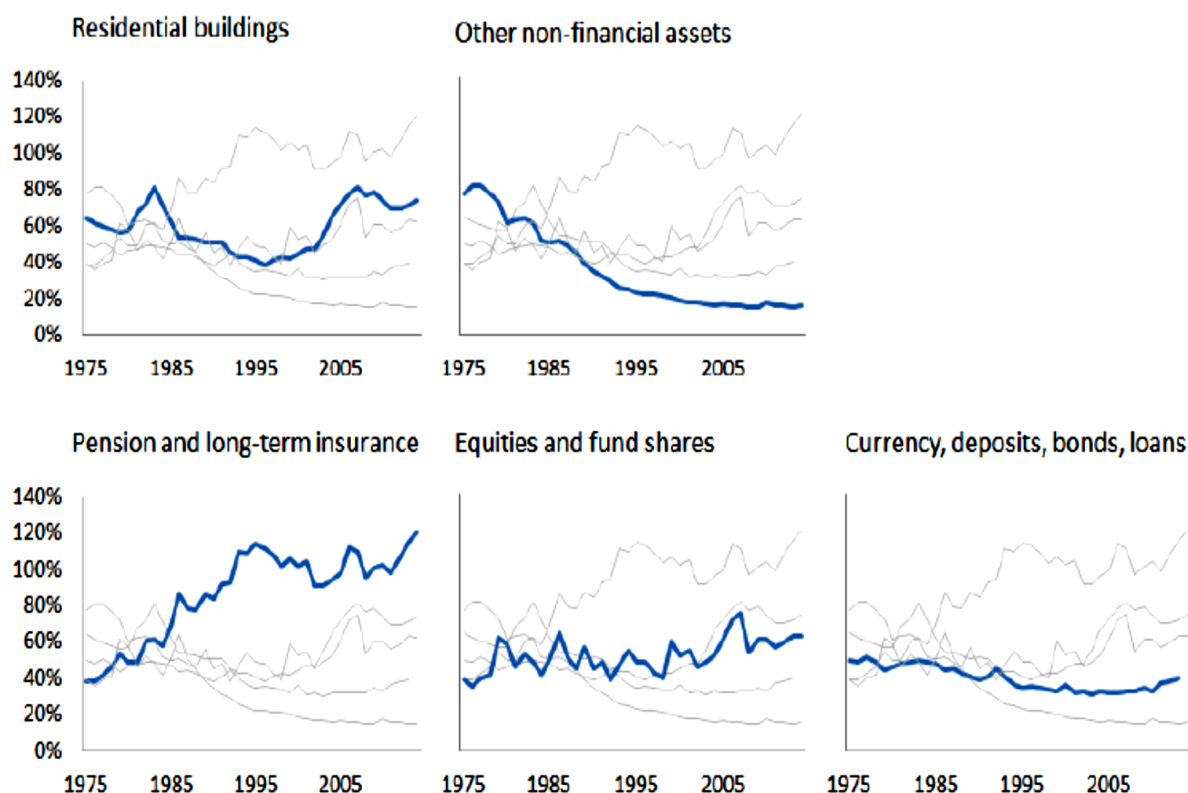 Residential buildings
Other non-financial assets
140%
120%
100%
80%
60%
40%
20%
0%
1975 1985 1995 2005
1975 1985 1995 2005
Pension and long-term insurance
Equities and fund shares
Currency, deposits, bonds, loans
140%
120%
100%
80%
60%
40%
20%
0%
1975 1985 1995 2005
1975 1985 1995 2005
1975 1985 1995 2005